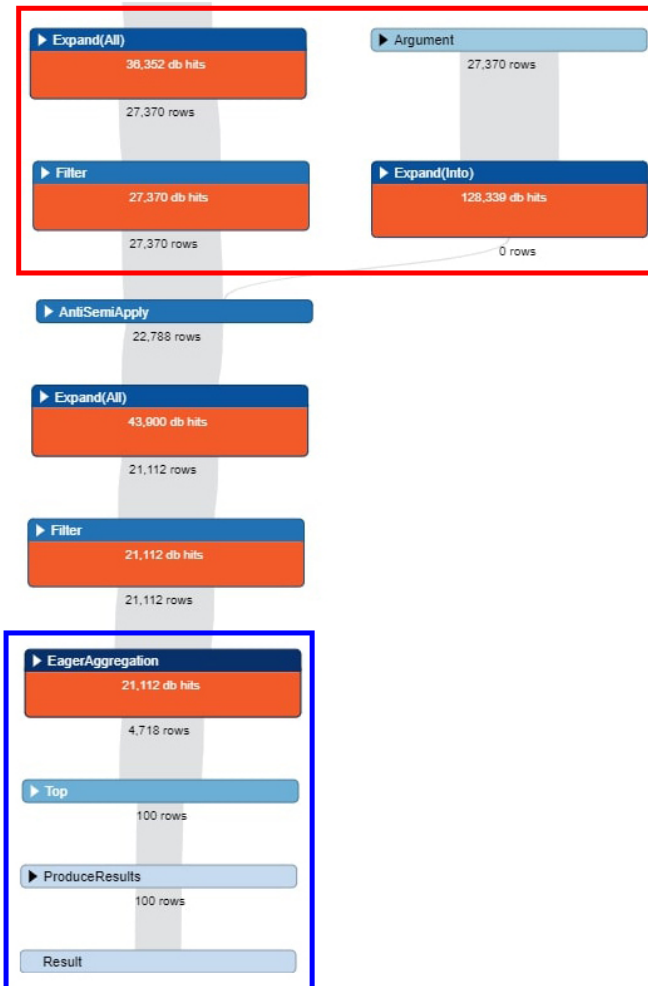 Expand(All)
36,352 db hits
27,370 rows
Argument
27,370 rows
Filter
27,370 db hits
27,370 rows
Expand(Into)
128,339 db hits
0 rows
AntiSemiApply
22,788 rows
Expand(All)
43,900 db hits
21,112 rows
Filter
21,112 db hits
21,112 rows
EagerAggregation
21,112 db hits
4,718 rows
Top
100 rows
ProduceResults
100 rows
Result